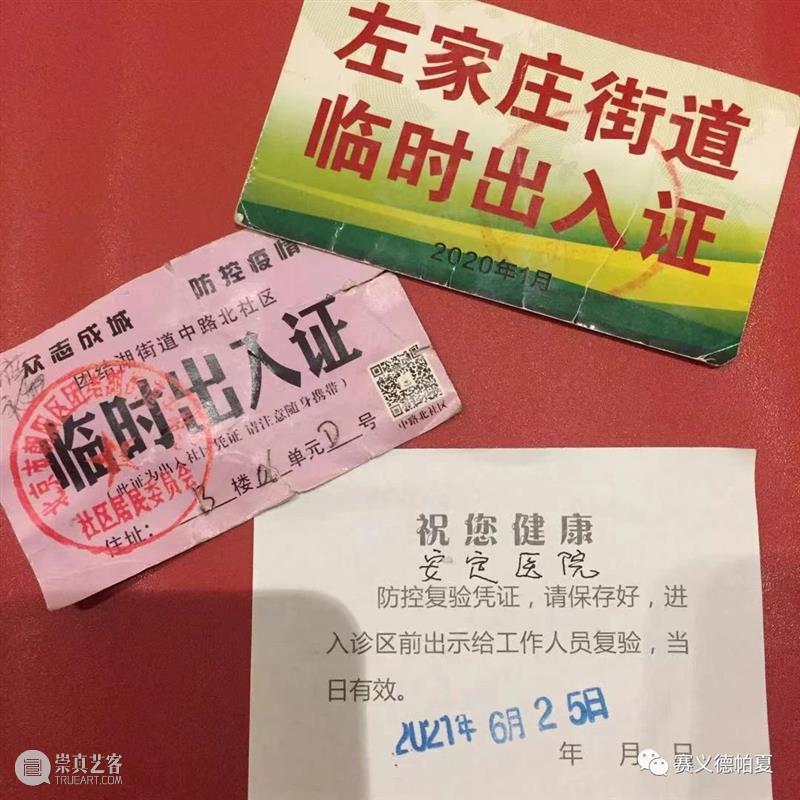 左家庄街道
临时出入证
2020年1月
众志成城 防控疫情
团结湖街道中路北社区
临时出入证
(此证为出入社区凭证 请注意随身携带)
住址: 楼 单元 D 号
中路北社区
社区居民委员会
祝您健康
安定医院
防控复验凭证,请保存好,进
入诊区前出示给工作人员复验,当
日有效。
2021年6月25日
年 月 日
崇真艺客
TRUEART.COM
赛义德帕夏